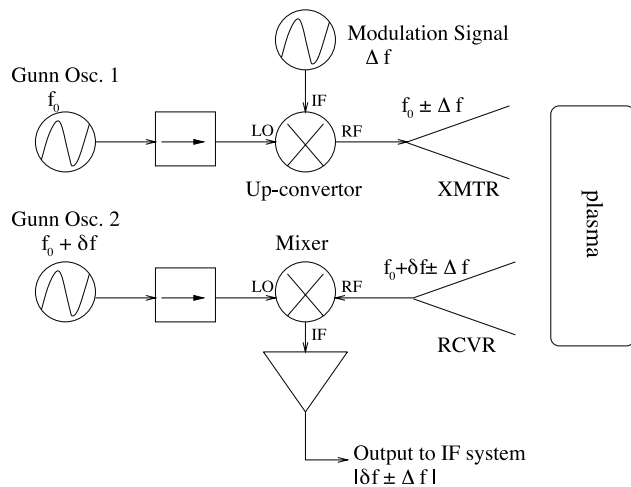 Modulation Signal
Δ f
Gunn Osc. 1
f0
IF
LO
RF
f0 ± Δ f
Up-convertor
XMTR
plasma
Gunn Osc. 2
f0 + δf
Mixer
LO
RF
f0+δf± Δ f
IF
RCVR
Output to IF system
|δf ± Δf |